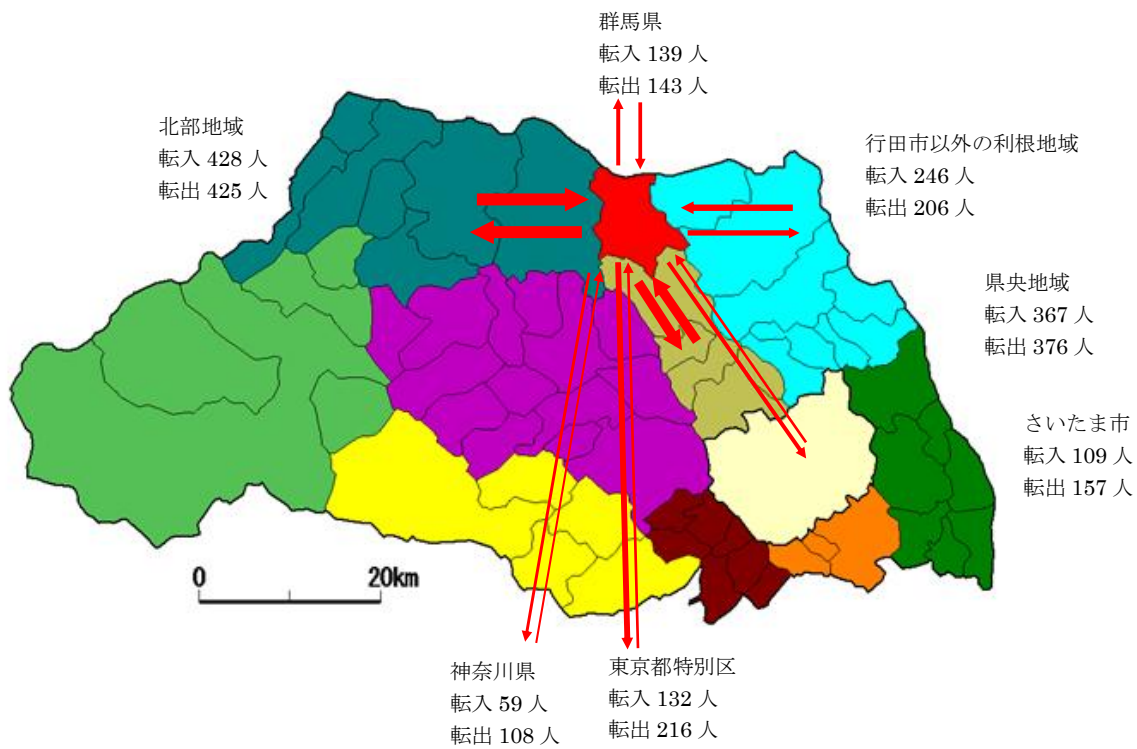 群馬県
転入 139 人
転出 143 人
北部地域
転入 428 人
転出 425 人
行田市以外の利根地域
転入 246 人
転出 206 人
県央地域
転入 367 人
転出 376 人
さいたま市
転入 109 人
転出 157 人
0 20km
神奈川県
転入 59 人
転出 108 人
東京都特別区
転入 132 人
転出 216 人